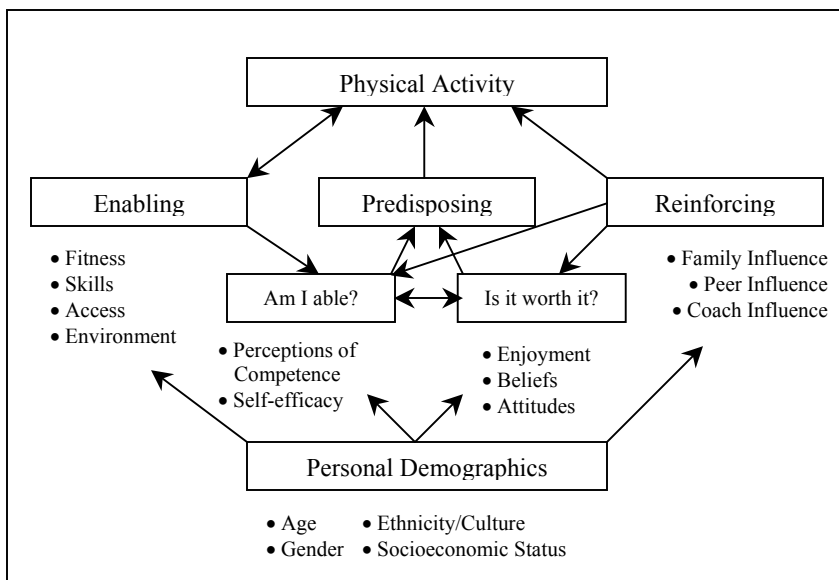 Physical Activity
Enabling
Predisposing
Reinforcing
• Fitness
• Skills
• Access
• Environment
• Family Influence
• Peer Influence
• Coach Influence
Am I able?
Is it worth it?
• Perceptions of
Competence
• Self-efficacy
• Enjoyment
• Beliefs
• Attitudes
Personal Demographics
• Age • Ethnicity/Culture
• Gender • Socioeconomic Status